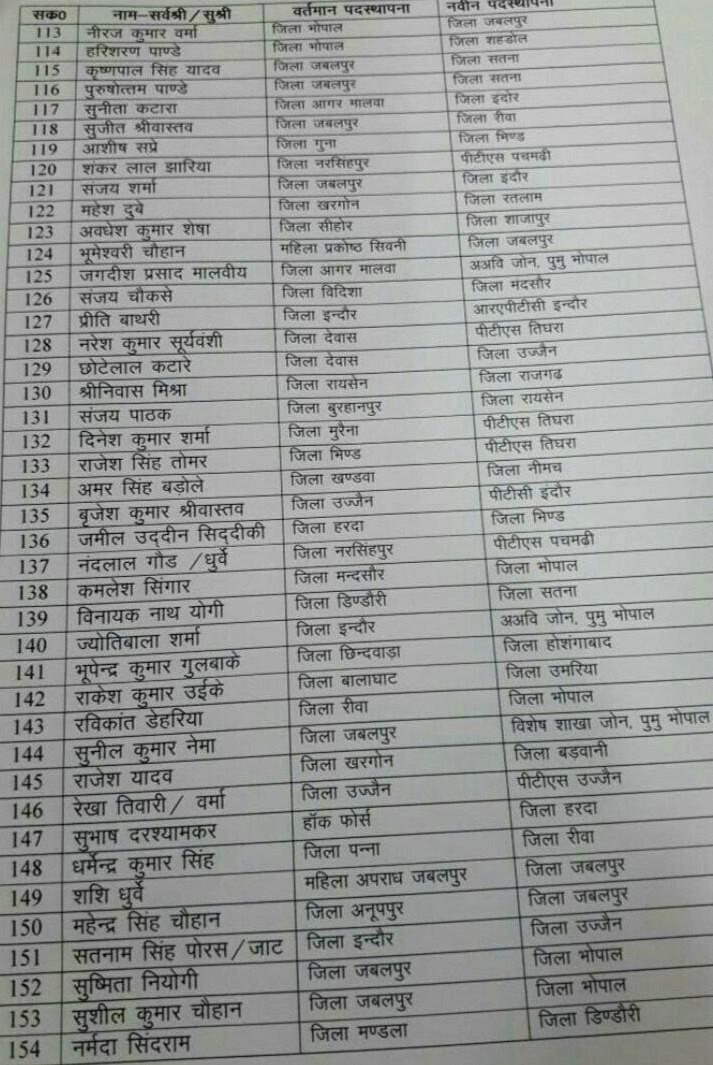 सक0 नाम–सर्वश्री/सुश्री वर्तमान पदस्थापना नवीन पदस्थापना
113 नीरज कुमार वर्मा जिला भोपाल जिला जबलपुर
114 हरिशरण पाण्डे जिला भोपाल जिला शहडोल
115 कृष्णपाल सिंह यादव जिला जबलपुर जिला सतना
116 पुरुषोत्तम पाण्डे जिला जबलपुर जिला सतना
117 सुनीता कटारा जिला आगर मालवा जिला इंदोर
118 सुजीत श्रीवास्तव जिला जबलपुर जिला रीवा
119 आशीष सप्रे जिला गुना जिला भिण्ड
120 शंकर लाल झारिया जिला नरसिंहपुर पीटीएस पचमढी
121 संजय शर्मा जिला जबलपुर जिला इंदौर
122 महेश दुबे जिला खरगोन जिला रतलाम
123 अवधेश कुमार शेषा जिला सीहोर जिला शाजापुर
124 भूमेश्वरी चौहान महिला प्रकोष्ठ सिवनी जिला जबलपुर
125 जगदीश प्रसाद मालवीय जिला आगर मालवा अअवि जोन, पुमु भोपाल
126 संजय चौकसे जिला विदिशा जिला मंदसौर
127 प्रीति बाथरी जिला इन्दौर आरएपीटीसी इन्दौर
128 नरेश कुमार सूर्यवंशी जिला देवास पीटीएस तिघरा
129 छोटेलाल कटारे जिला देवास जिला उज्जैन
130 श्रीनिवास मिश्रा जिला रायसेन जिला राजगढ
131 संजय पाठक जिला बुरहानपुर जिला रायसेन
132 दिनेश कुमार शर्मा जिला मुरैना पीटीएस तिघरा
133 राजेश सिंह तोमर जिला भिण्ड पीटीएस तिघरा
134 अमर सिंह बड़ोले जिला खण्डवा जिला नीमच
135 बृजेश कुमार श्रीवास्तव जिला उज्जैन पीटीसी इंदौर
136 जमील उद्दीन सिद्दीकी जिला हरदा जिला भिण्ड
137 नंदलाल गौड /धुर्वे जिला नरसिंहपुर पीटीएस पचमढी
138 कमलेश सिंगार जिला मन्दसौर जिला भोपाल
139 विनायक नाथ योगी जिला डिण्डौरी जिला सतना
140 ज्योतिबाला शर्मा जिला इन्दौर अअवि जोन, पुमु भोपाल
141 भूपेन्द्र कुमार गुलबाके जिला छिन्दवाड़ा जिला होशंगाबाद
142 राकेश कुमार उईके जिला बालाघाट जिला उमरिया
143 रविकांत डेहरिया जिला रीवा जिला भोपाल
144 सुनील कुमार नेमा जिला जबलपुर विशेष शाखा जोन, पुमु भोपाल
145 राजेश यादव जिला खरगोन जिला बड़वानी
146 रेखा तिवारी/ वर्मा जिला उज्जैन पीटीएस उज्जैन
147 सुभाष दरश्यामकर हॉक फोर्स जिला हरदा
148 धर्मेन्द्र कुमार सिंह जिला पन्ना जिला रीवा
149 शशि धुर्वे महिला अपराध जबलपुर जिला जबलपुर
150 महेन्द्र सिंह चौहान जिला अनूपपुर जिला जबलपुर
151 सतनाम सिंह पोरस/जाट जिला इन्दौर जिला उज्जैन
152 सुष्मिता नियोगी जिला जबलपुर जिला भोपाल
153 सुशील कुमार चौहान जिला जबलपुर जिला भोपाल
154 नर्मदा सिंदराम जिला मण्डला जिला डिण्डौरी